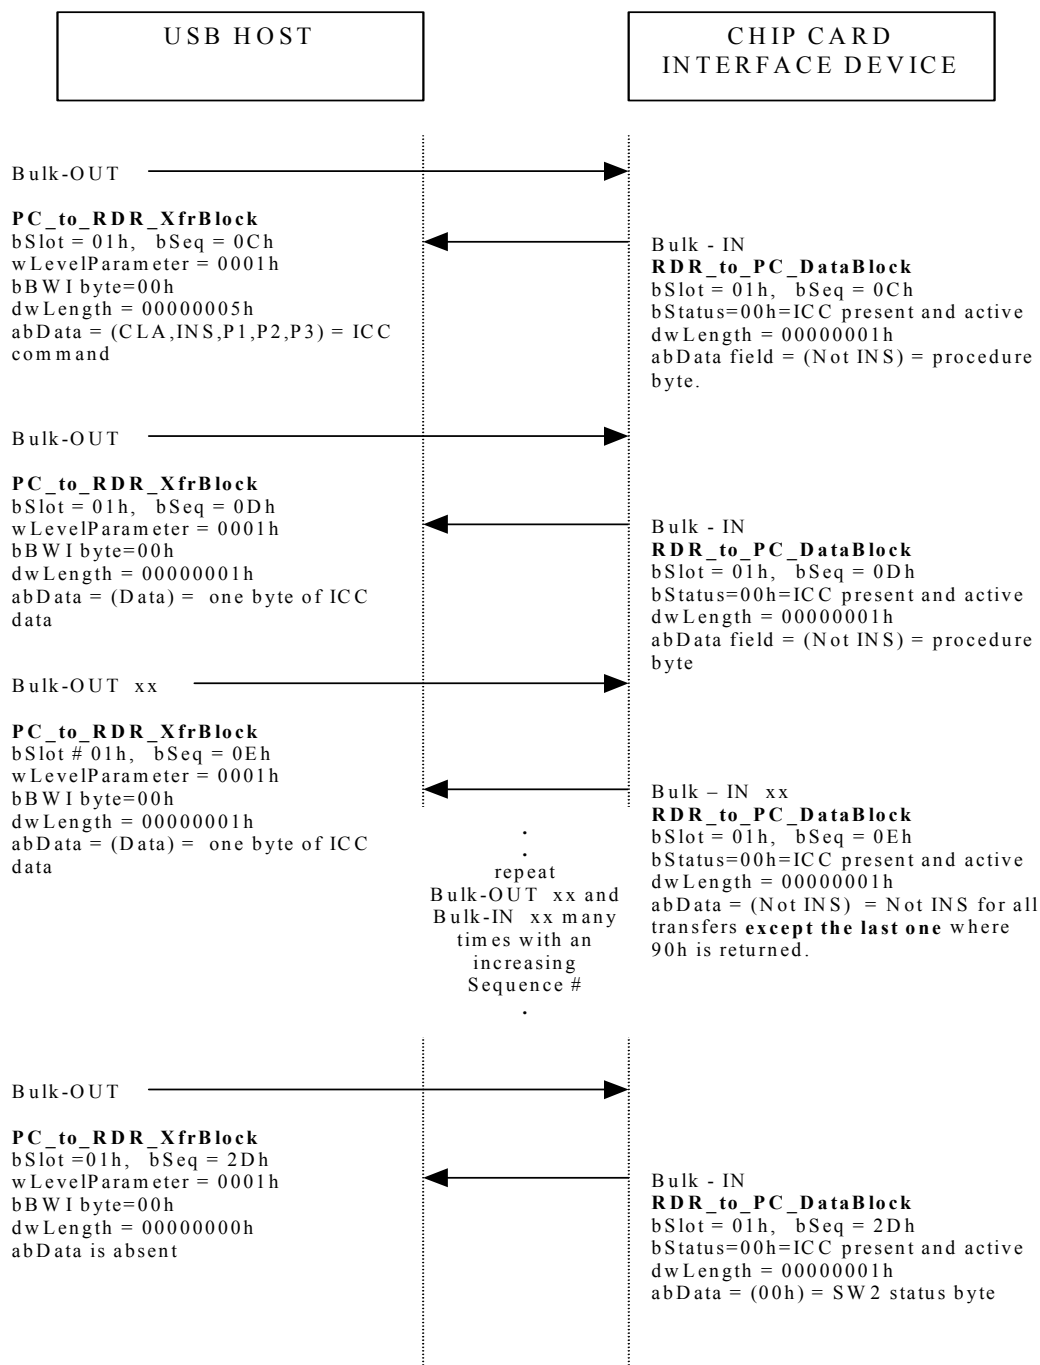 USB HOST
CHIP CARD
INTERFACE DEVICE
Bulk-OUT
PC_to_RDR_XfrBlock
bSlot = 01h, bSeq = 0Ch
wLevelParameter = 0001h
bBWI byte=00h
dwLength = 00000005h
abData = (CLA,INS,P1,P2,P3) = ICC
command
Bulk - IN
RDR_to_PC_DataBlock
bSlot = 01h, bSeq = 0Ch
bStatus=00h=ICC present and active
dwLength = 00000001h
abData field = (Not INS) = procedure
byte.
Bulk-OUT
PC_to_RDR_XfrBlock
bSlot = 01h, bSeq = 0Dh
wLevelParameter = 0001h
bBWI byte=00h
dwLength = 00000001h
abData = (Data) = one byte of ICC
data
Bulk - IN
RDR_to_PC_DataBlock
bSlot = 01h, bSeq = 0Dh
bStatus=00h=ICC present and active
dwLength = 00000001h
abData field = (Not INS) = procedure
byte
Bulk-OUT xx
PC_to_RDR_XfrBlock
bSlot # 01h, bSeq = 0Eh
wLevelParameter = 0001h
bBWI byte=00h
dwLength = 00000001h
abData = (Data) = one byte of ICC
data
Bulk – IN xx
RDR_to_PC_DataBlock
bSlot = 01h, bSeq = 0Eh
bStatus=00h=ICC present and active
dwLength = 00000001h
abData = (Not INS) = Not INS for all
transfers except the last one where
90h is returned.
.
.
repeat
Bulk-OUT xx and
Bulk-IN xx many
times with an
increasing
Sequence #
.
Bulk-OUT
PC_to_RDR_XfrBlock
bSlot =01h, bSeq = 2Dh
wLevelParameter = 0001h
bBWI byte=00h
dwLength = 00000000h
abData is absent
Bulk - IN
RDR_to_PC_DataBlock
bSlot = 01h, bSeq = 2Dh
bStatus=00h=ICC present and active
dwLength = 00000001h
abData = (00h) = SW2 status byte